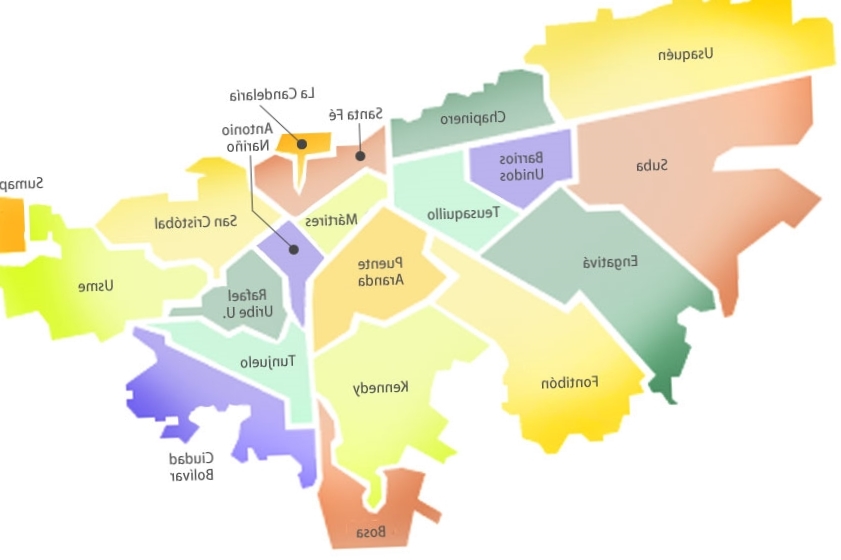 Usaquén
Suba
La Candelaria
Santa Fé
Chapinero
Antonio
Nariño
Barrios
Unidos
Sumap
San Cristóbal
Mártires
Teusaquillo
Engativá
Puente
Aranda
Usme
Rafael
Uribe U.
Tunjuelo
Kennedy
Fontibón
Ciudad
Bolívar
Bosa